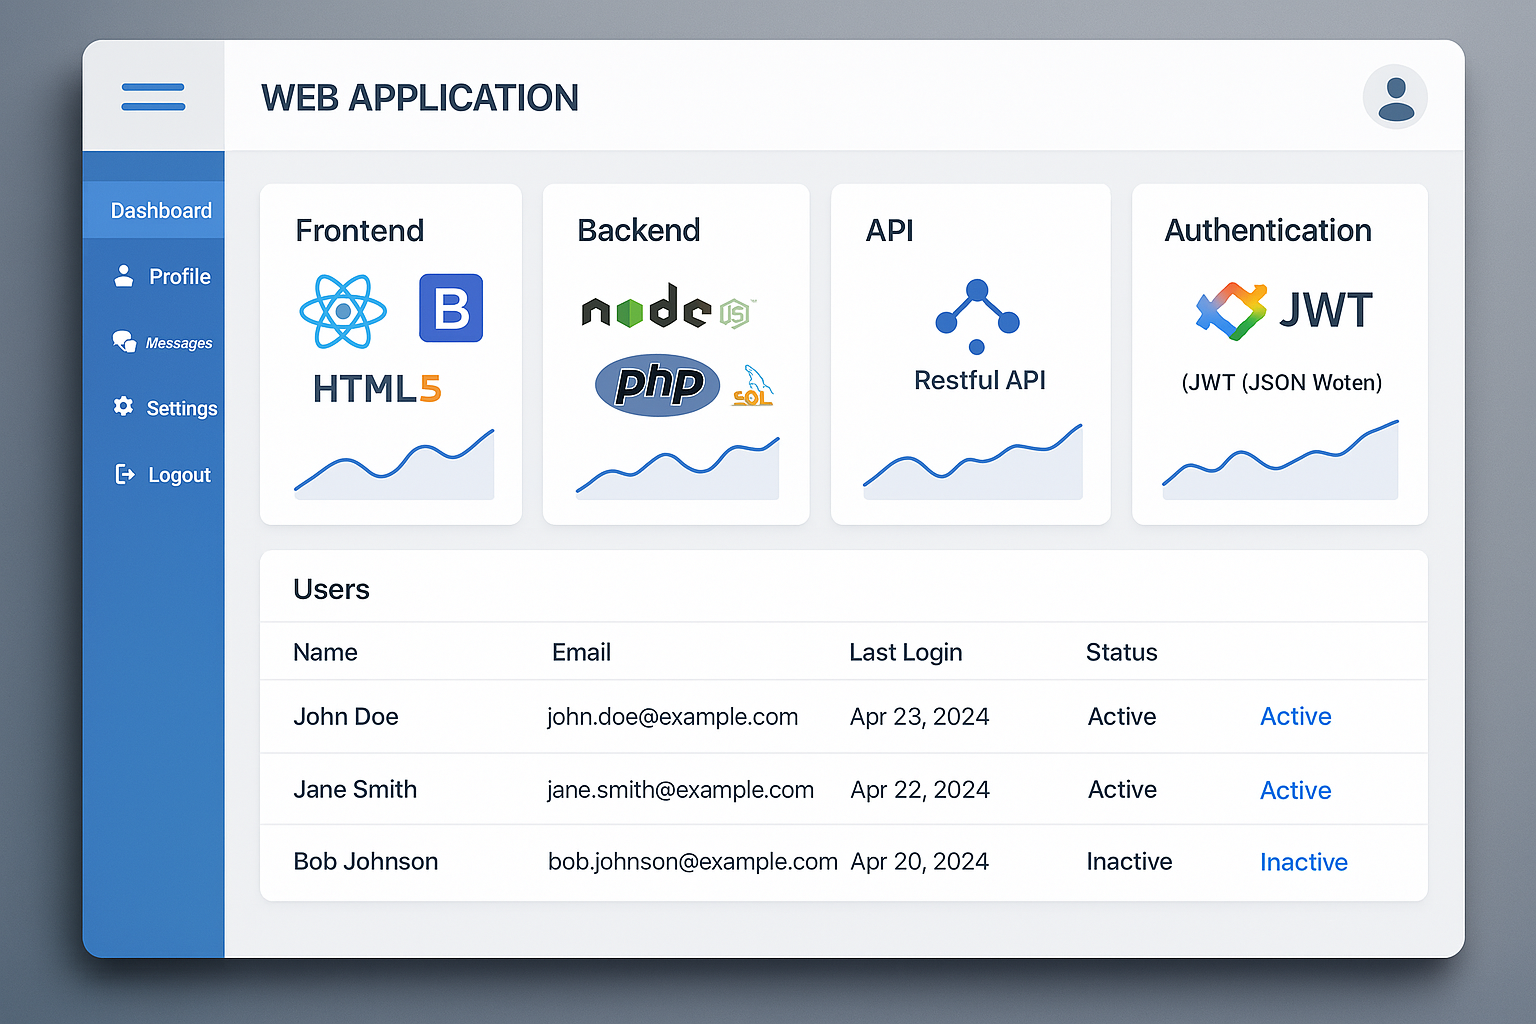 WEB APPLICATION
Dashboard
Profile
Messages
Settings
Logout
Frontend
B
HTML5
Backend
node JS™
php
SQL
API
Restful API
Authentication
JWT
(JWT (JSON Woten)
Users
Name Email Last Login Status
John Doe john.doe@example.com Apr 23, 2024 Active Active
Jane Smith jane.smith@example.com Apr 22, 2024 Active Active
Bob Johnson bob.johnson@example.com Apr 20, 2024 Inactive Inactive